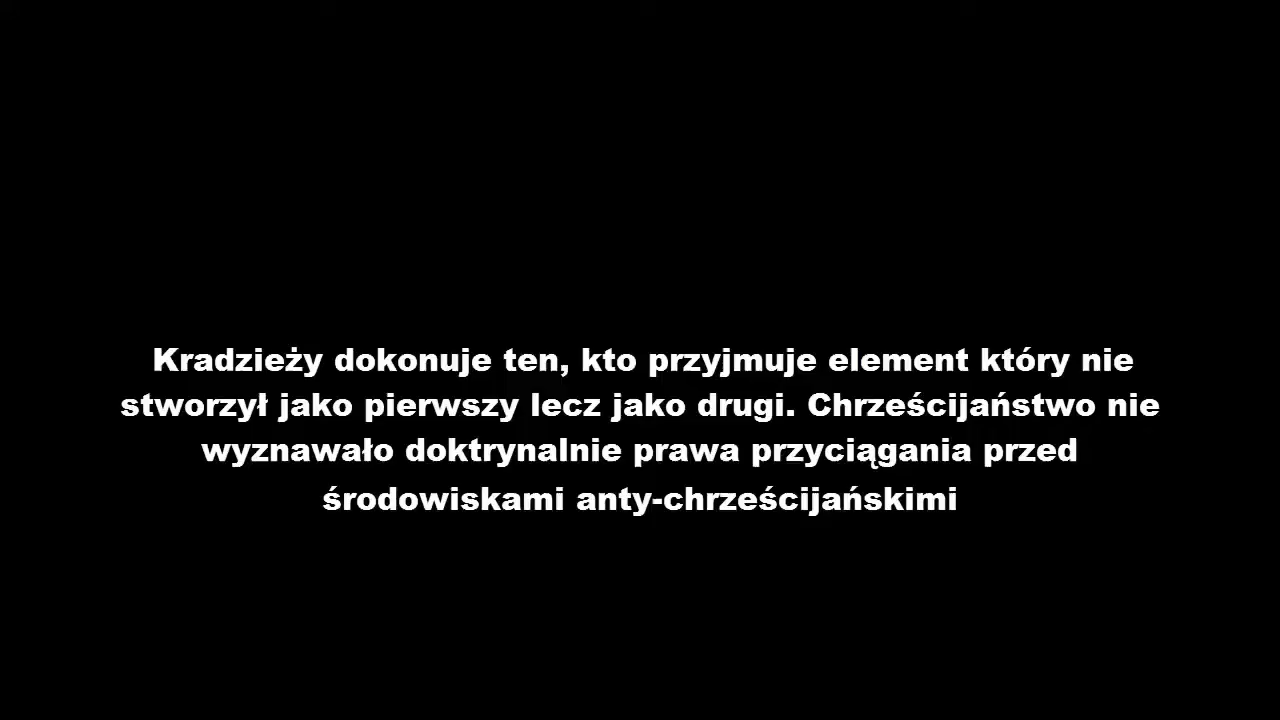 Kradzieży dokonuje ten, kto przyjmuje element który nie
stworzył jako pierwszy lecz jako drugi. Chrześcijaństwo nie
wyznawało doktrynalnie prawa przyciągania przed
środowiskami anty-chrześcijańskimi